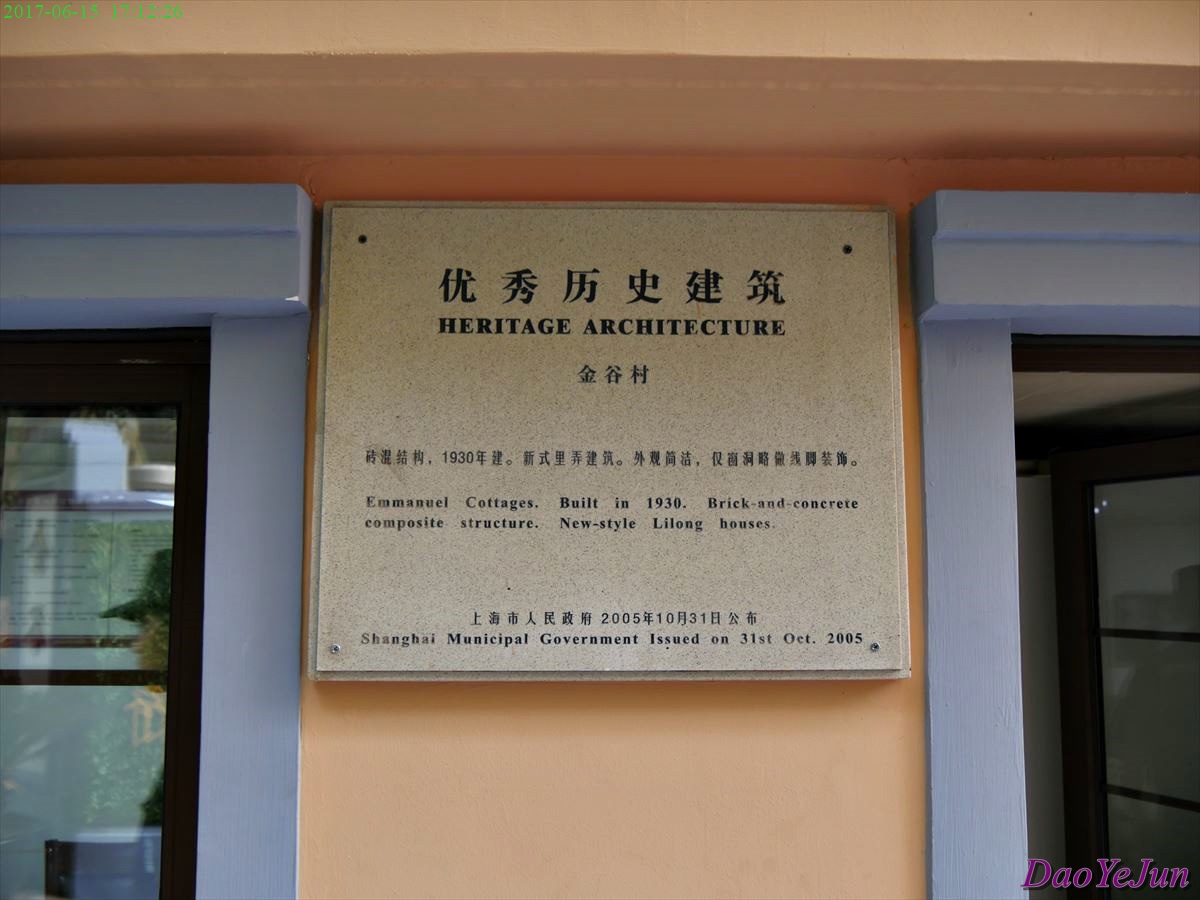 2017-06-15 17:12:26
优秀历史建筑
HERITAGE ARCHITECTURE
金谷村
砖混结构，1930年建。新式里弄建筑。外观简洁，仅窗洞略做线脚装饰。
Emmanuel Cottages. Built in 1930. Brick-and-concrete
composite structure. New-style Lilong houses.
上海市人民政府 2005年10月31日公布
Shanghai Municipal Government Issued on 31st Oct. 2005
DaoYeJun